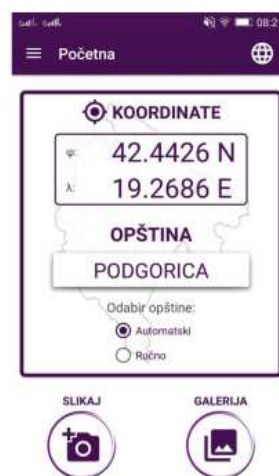 08:2
Početna
KOORDINATE
φ: 42.4426 N
λ: 19.2686 E
OPŠTINA
PODGORICA
Odabir opštine:
Automatski
Ručno
SLIKAJ GALERIJA